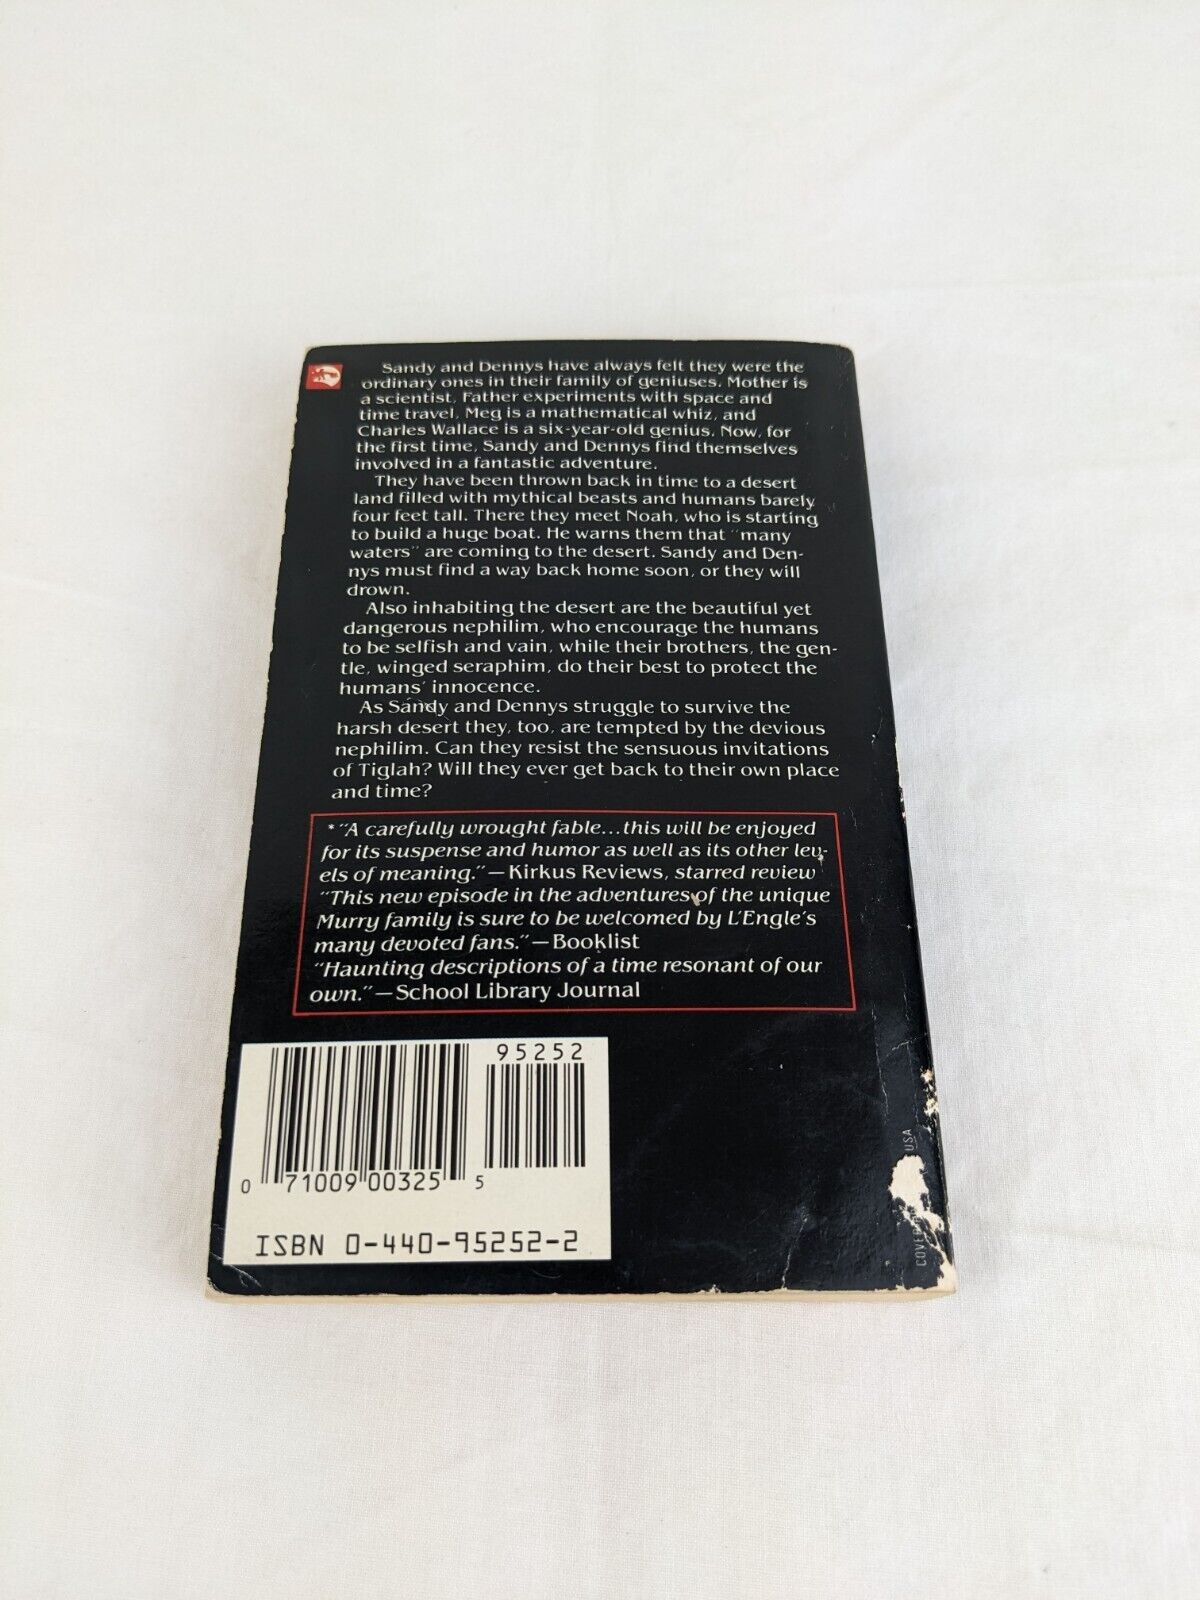 Sandy and Dennys have always felt they were the
ordinary ones in their family of geniuses. Mother is
a scientist, Father experiments with space and
time travel, Meg is a mathematical whiz, and
Charles Wallace is a six-year-old genius. Now, for
the first time, Sandy and Dennys find themselves
involved in a fantastic adventure.
They have been thrown back in time to a desert
land filled with mythical beasts and humans barely
four feet tall. There they meet Noah, who is starting
to build a huge boat. He warns them that "many
waters" are coming to the desert. Sandy and Den-
nys must find a way back home soon, or they will
drown.
Also inhabiting the desert are the beautiful yet
dangerous nephilim, who encourage the humans
to be selfish and vain, while their brothers, the gen-
tle, winged seraphim, do their best to protect the
humans' innocence.
As Sandy and Dennys struggle to survive the
harsh desert they, too, are tempted by the devious
nephilim. Can they resist the sensuous invitations
of Tiglah? Will they ever get back to their own place
and time?
*"A carefully wrought fable...this will be enjoyed
for its suspense and humor as well as its other lev-
els of meaning."—Kirkus Reviews, starred review
"This new episode in the adventures of the unique
Murry family is sure to be welcomed by L'Engle's
many devoted fans."—Booklist
"Haunting descriptions of a time resonant of our
own."—School Library Journal
95252
0 71009 00325 5
ISBN 0-440-95252-2
USA